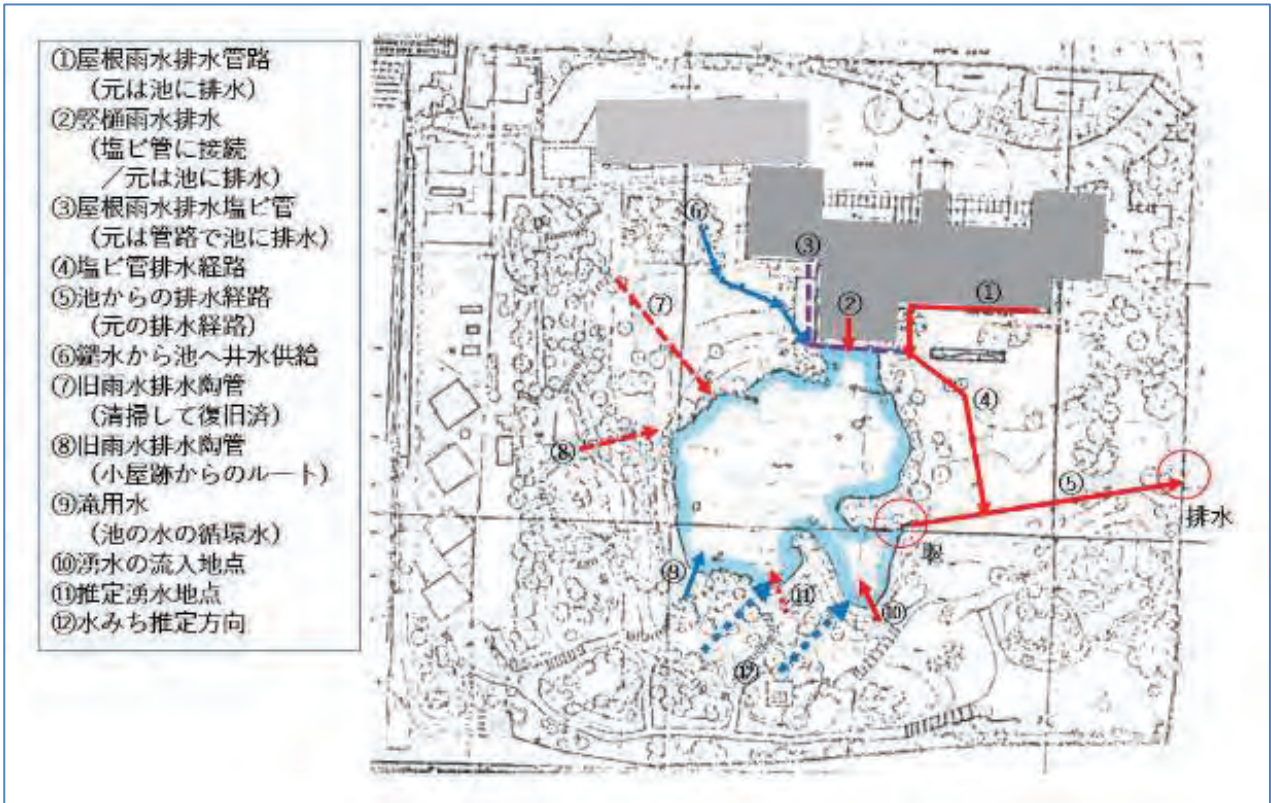 ①屋根雨水排水管路
(元は池に排水)
②竪樋雨水排水
(塩ビ管に接続
/元は池に排水)
③屋根雨水排水塩ビ管
(元は管路で池に排水)
④塩ビ管排水経路
⑤池からの排水経路
(元の排水経路)
⑥鑓水から池へ井水供給
⑦旧雨水排水陶管
(清掃して復旧済)
⑧旧雨水排水陶管
(小屋跡からのルート)
⑨滝用水
(池の水の循環水)
⑩湧水の流入地点
⑪推定湧水地点
⑫水みち推定方向
⑥
③
⑦
②
①
④
⑧
⑤
排水
堰
⑨
⑪
⑩
⑫